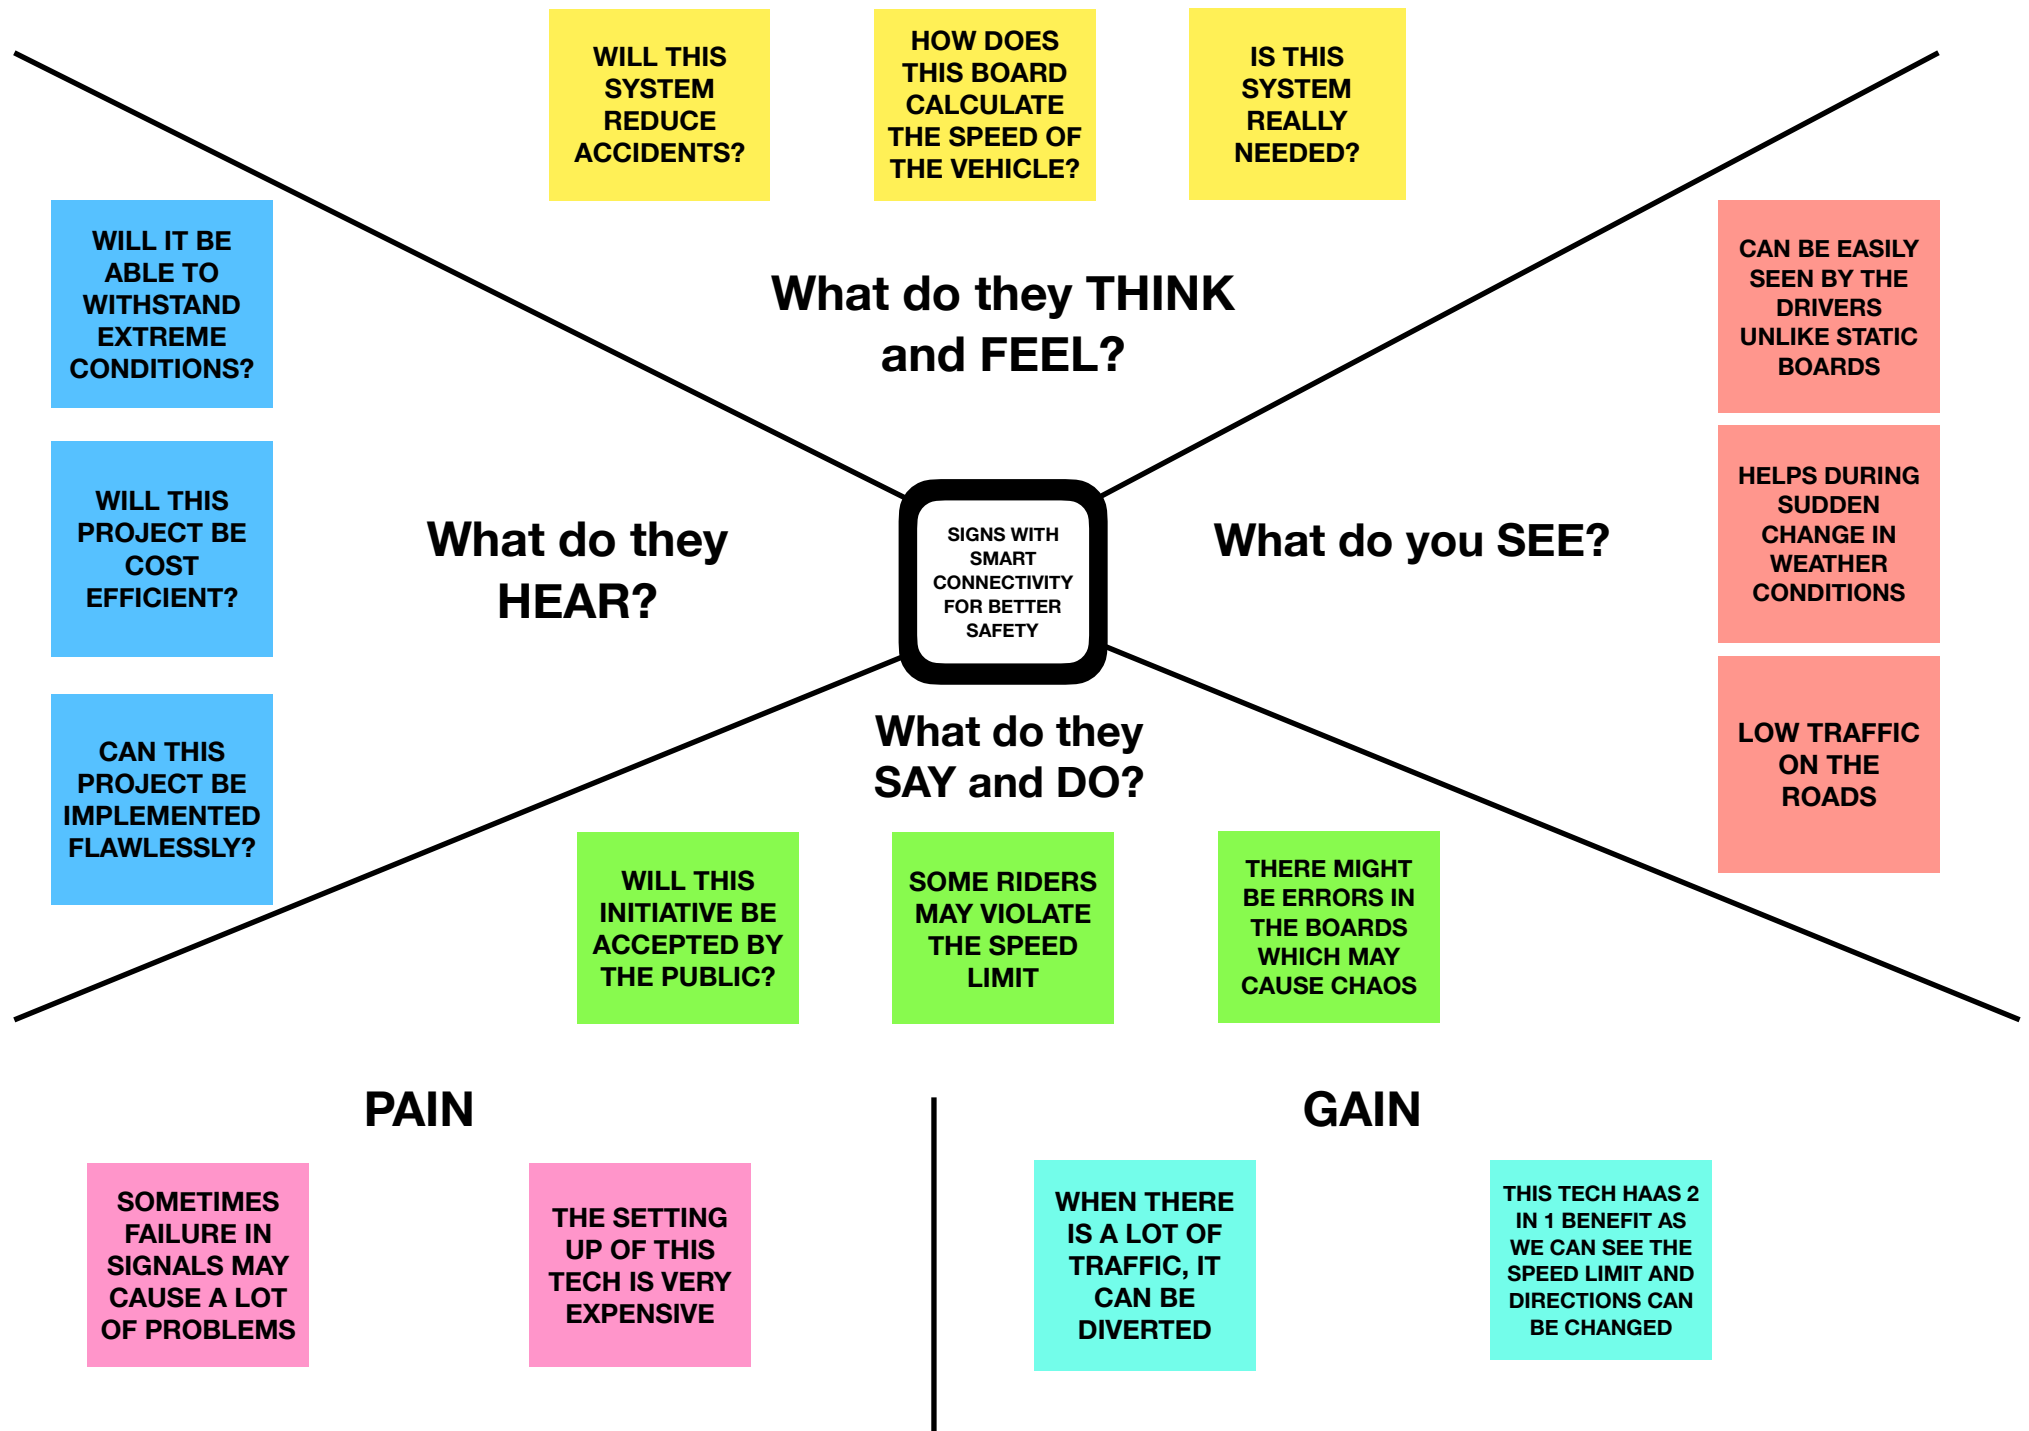 WILL THIS
SYSTEM
REDUCE
ACCIDENTS?
HOW DOES
THIS BOARD
CALCULATE
THE SPEED OF
THE VEHICLE?
IS THIS
SYSTEM
REALLY
NEEDED?
What do they THINK
and FEEL?
WILL IT BE
ABLE TO
WITHSTAND
EXTREME
CONDITIONS?
WILL THIS
PROJECT BE
COST
EFFICIENT?
CAN THIS
PROJECT BE
IMPLEMENTED
FLAWLESSLY?
What do they
HEAR?
SIGNS WITH
SMART
CONNECTIVITY
FOR BETTER
SAFETY
What do you SEE?
CAN BE EASILY
SEEN BY THE
DRIVERS
UNLIKE STATIC
BOARDS
HELPS DURING
SUDDEN
CHANGE IN
WEATHER
CONDITIONS
LOW TRAFFIC
ON THE
ROADS
What do they
SAY and DO?
WILL THIS
INITIATIVE BE
ACCEPTED BY
THE PUBLIC?
SOME RIDERS
MAY VIOLATE
THE SPEED
LIMIT
THERE MIGHT
BE ERRORS IN
THE BOARDS
WHICH MAY
CAUSE CHAOS
PAIN
SOMETIMES
FAILURE IN
SIGNALS MAY
CAUSE A LOT
OF PROBLEMS
THE SETTING
UP OF THIS
TECH IS VERY
EXPENSIVE
GAIN
WHEN THERE
IS A LOT OF
TRAFFIC, IT
CAN BE
DIVERTED
THIS TECH HAAS 2
IN 1 BENEFIT AS
WE CAN SEE THE
SPEED LIMIT AND
DIRECTIONS CAN
BE CHANGED